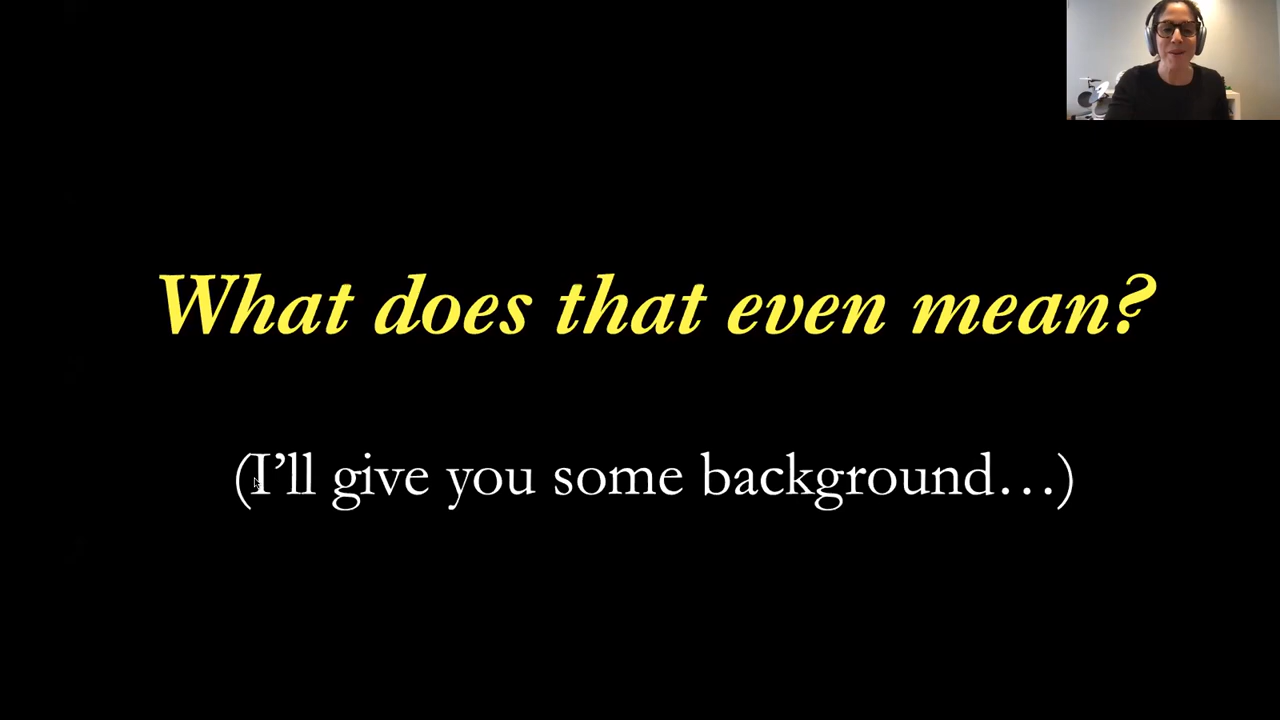 What does that even mean?
(I’ll give you some background…)